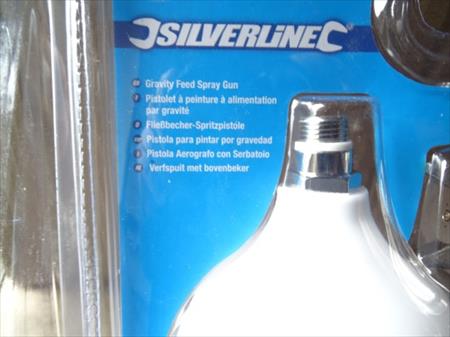 SILVERLINE
Gravity Feed Spray Gun
Pistolet à peinture à alimentation
par gravité
Fließbecher-Spritzpistole
Pistola para pintar por gravedad
Pistola Aerografo con Serbatoio
Verfspuit met bovenbeker